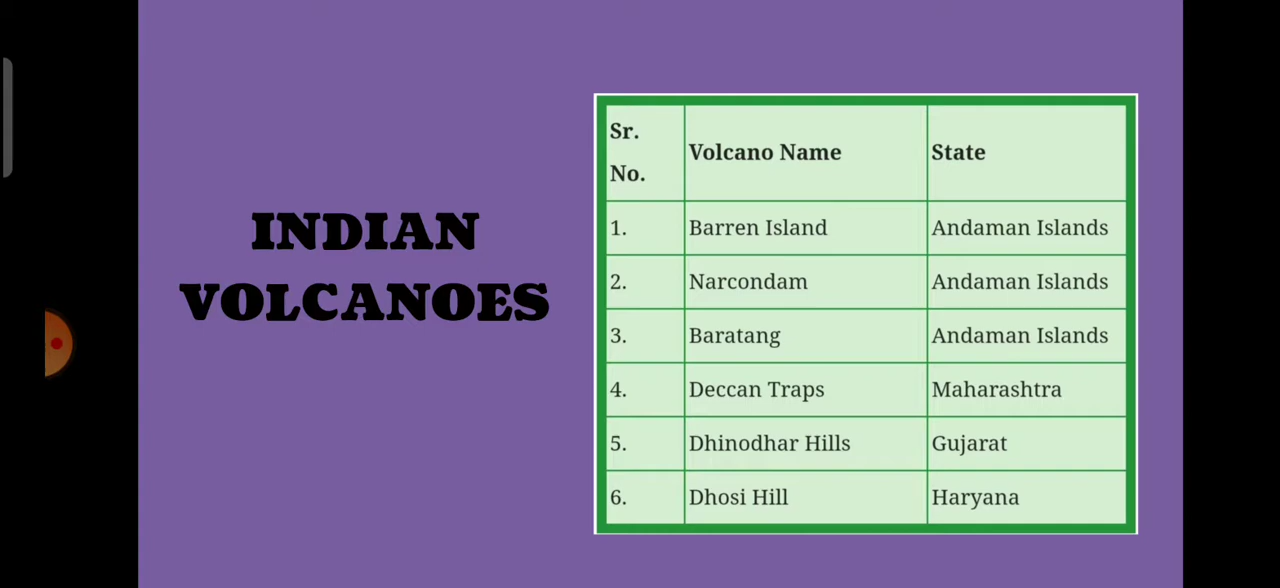 INDIAN
VOLCANOES
Sr. No. Volcano Name State
1. Barren Island Andaman Islands
2. Narcondam Andaman Islands
3. Baratang Andaman Islands
4. Deccan Traps Maharashtra
5. Dhinodhar Hills Gujarat
6. Dhosi Hill Haryana